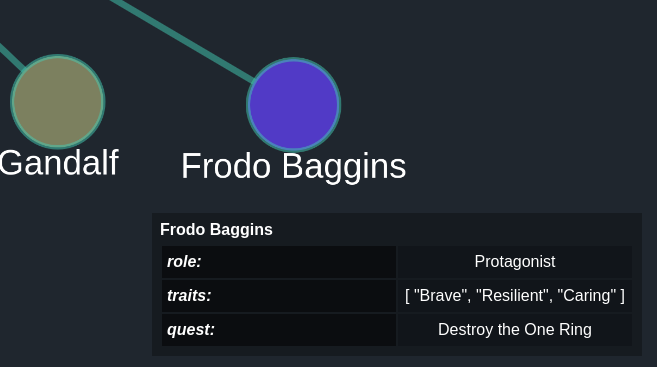 Gandalf
Frodo Baggins
Frodo Baggins
role: Protagonist
traits: [ "Brave", "Resilient", "Caring" ]
quest: Destroy the One Ring